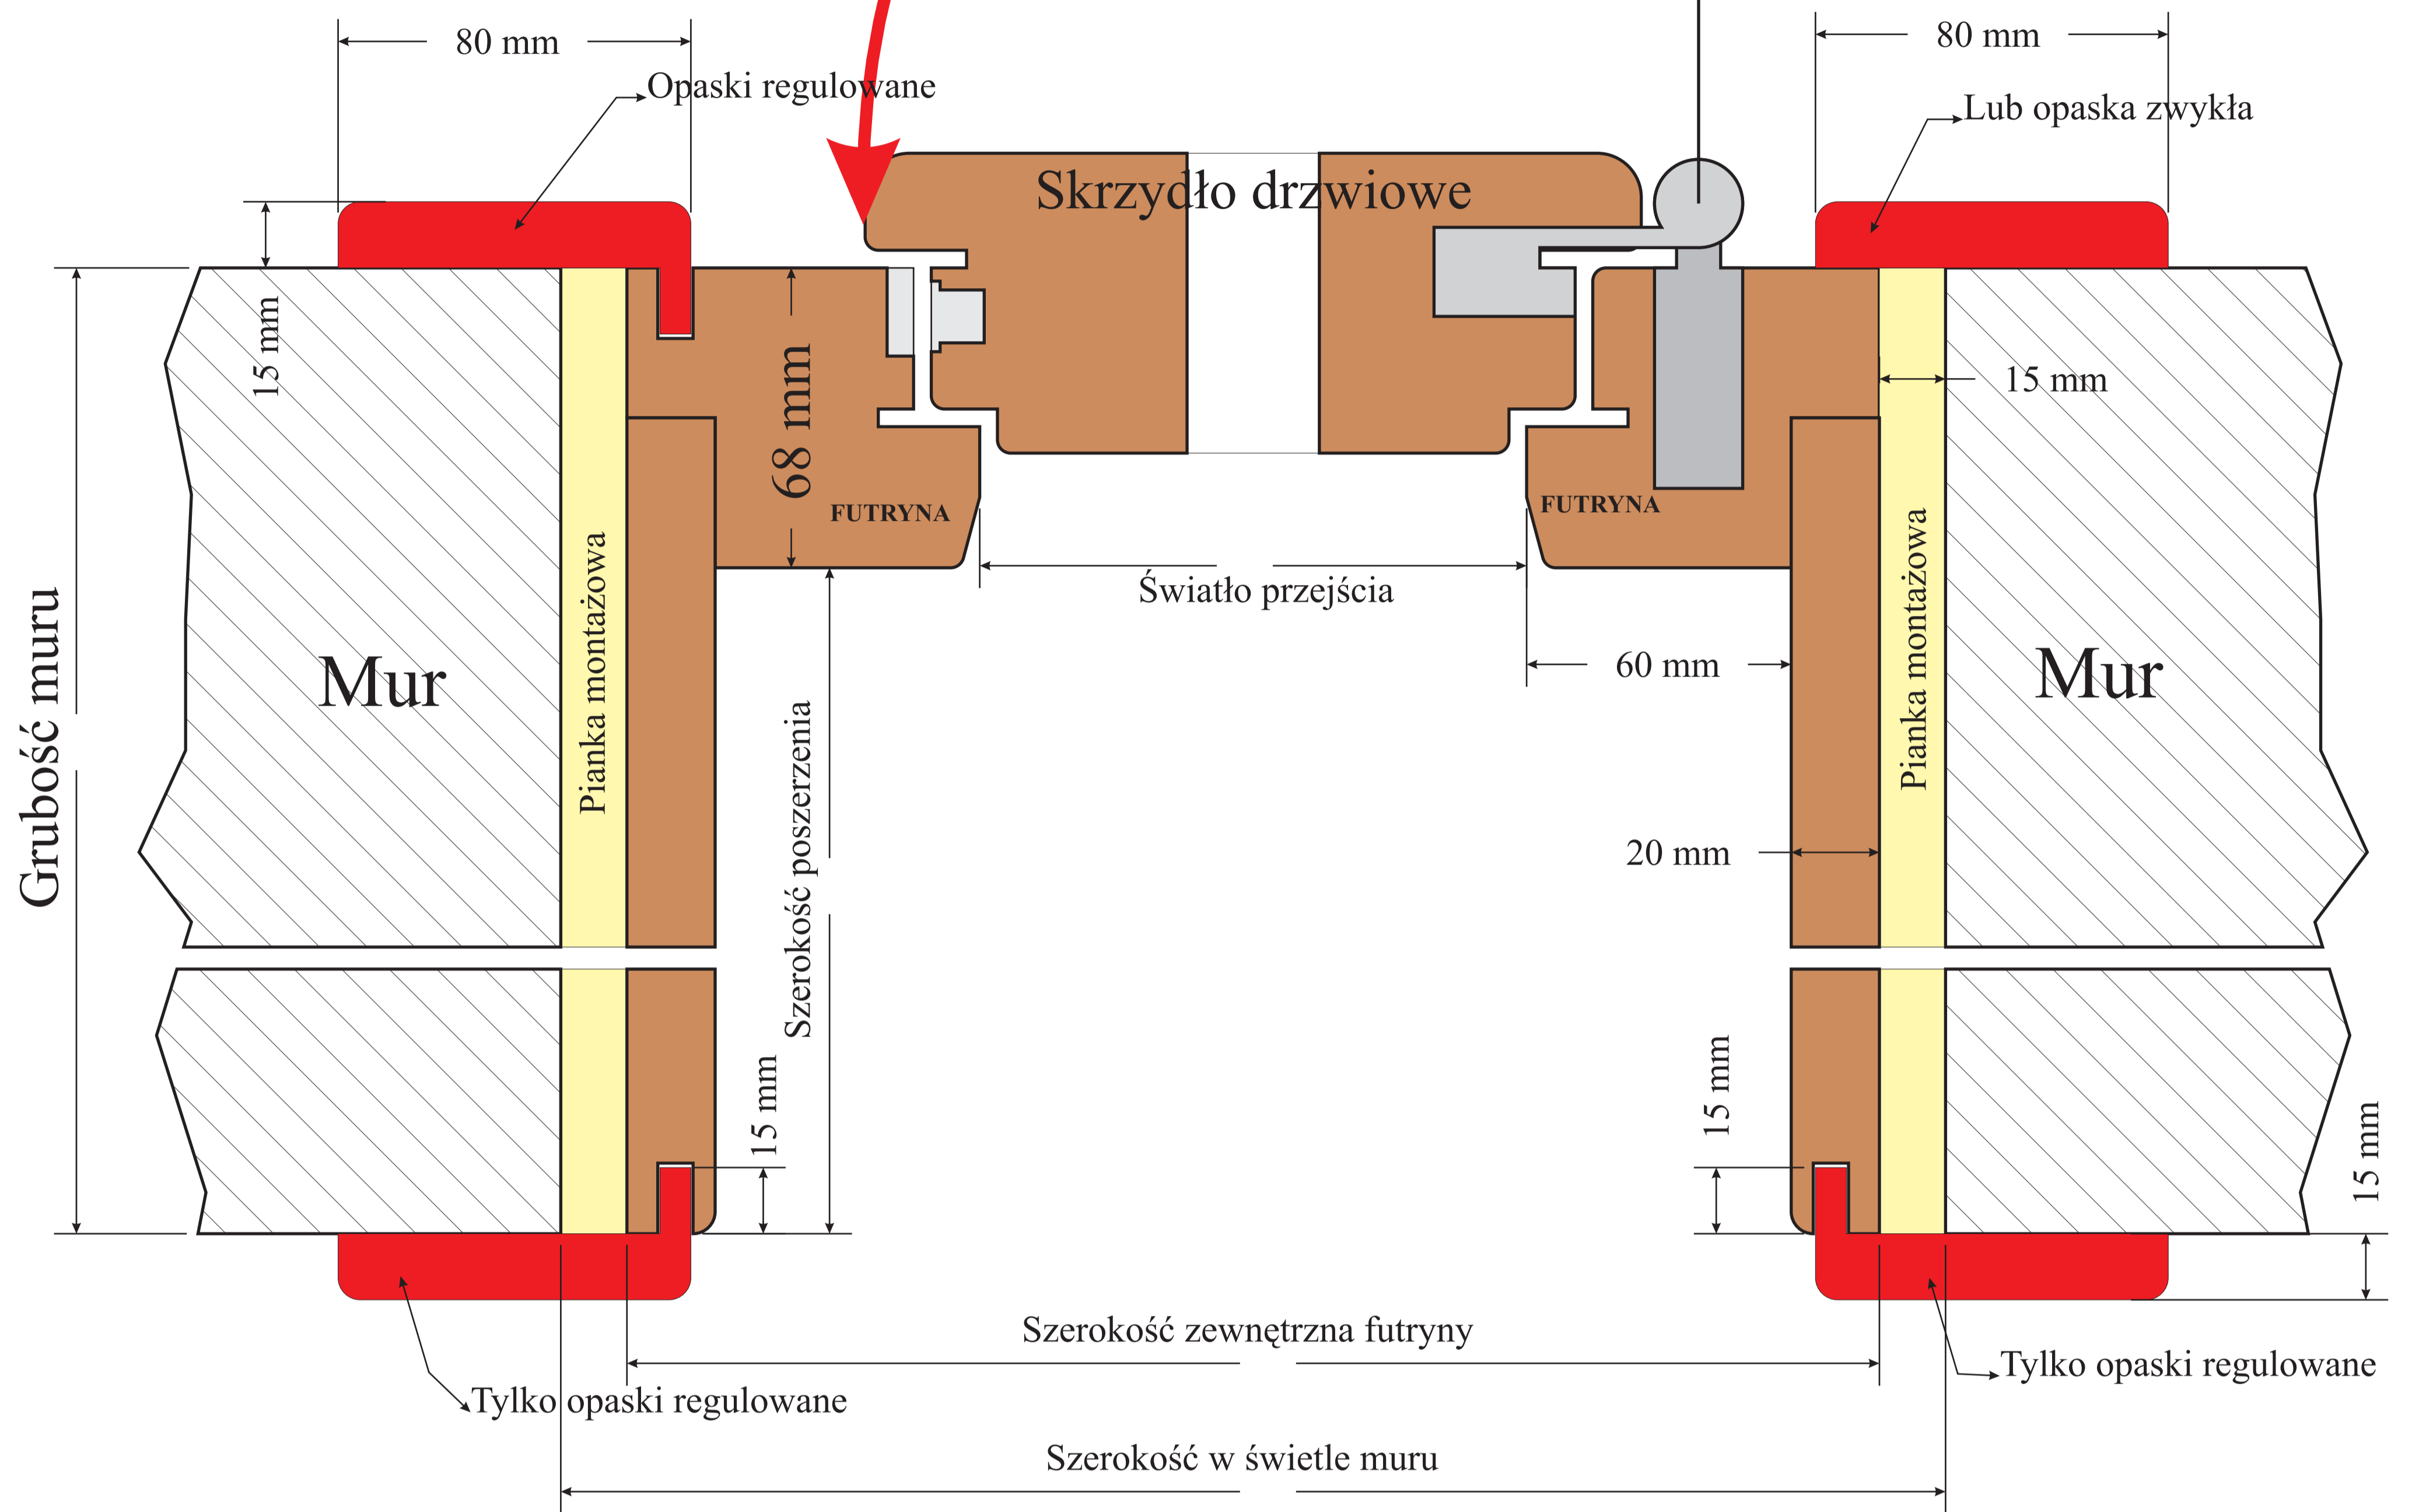 80 mm
80 mm
Opaski regulowane
Lub opaska zwykła
Skrzydło drzwiowe
15 mm
68 mm
15 mm
FUTRYNA
FUTRYNA
Światło przejścia
Grubość muru
Mur
Pianka montażowa
60 mm
Pianka montażowa
Mur
Szerokość poszerzenia
20 mm
15 mm
15 mm
15 mm
Szerokość zewnętrzna futryny
Tylko opaski regulowane
Tylko opaski regulowane
Szerokość w świetle muru